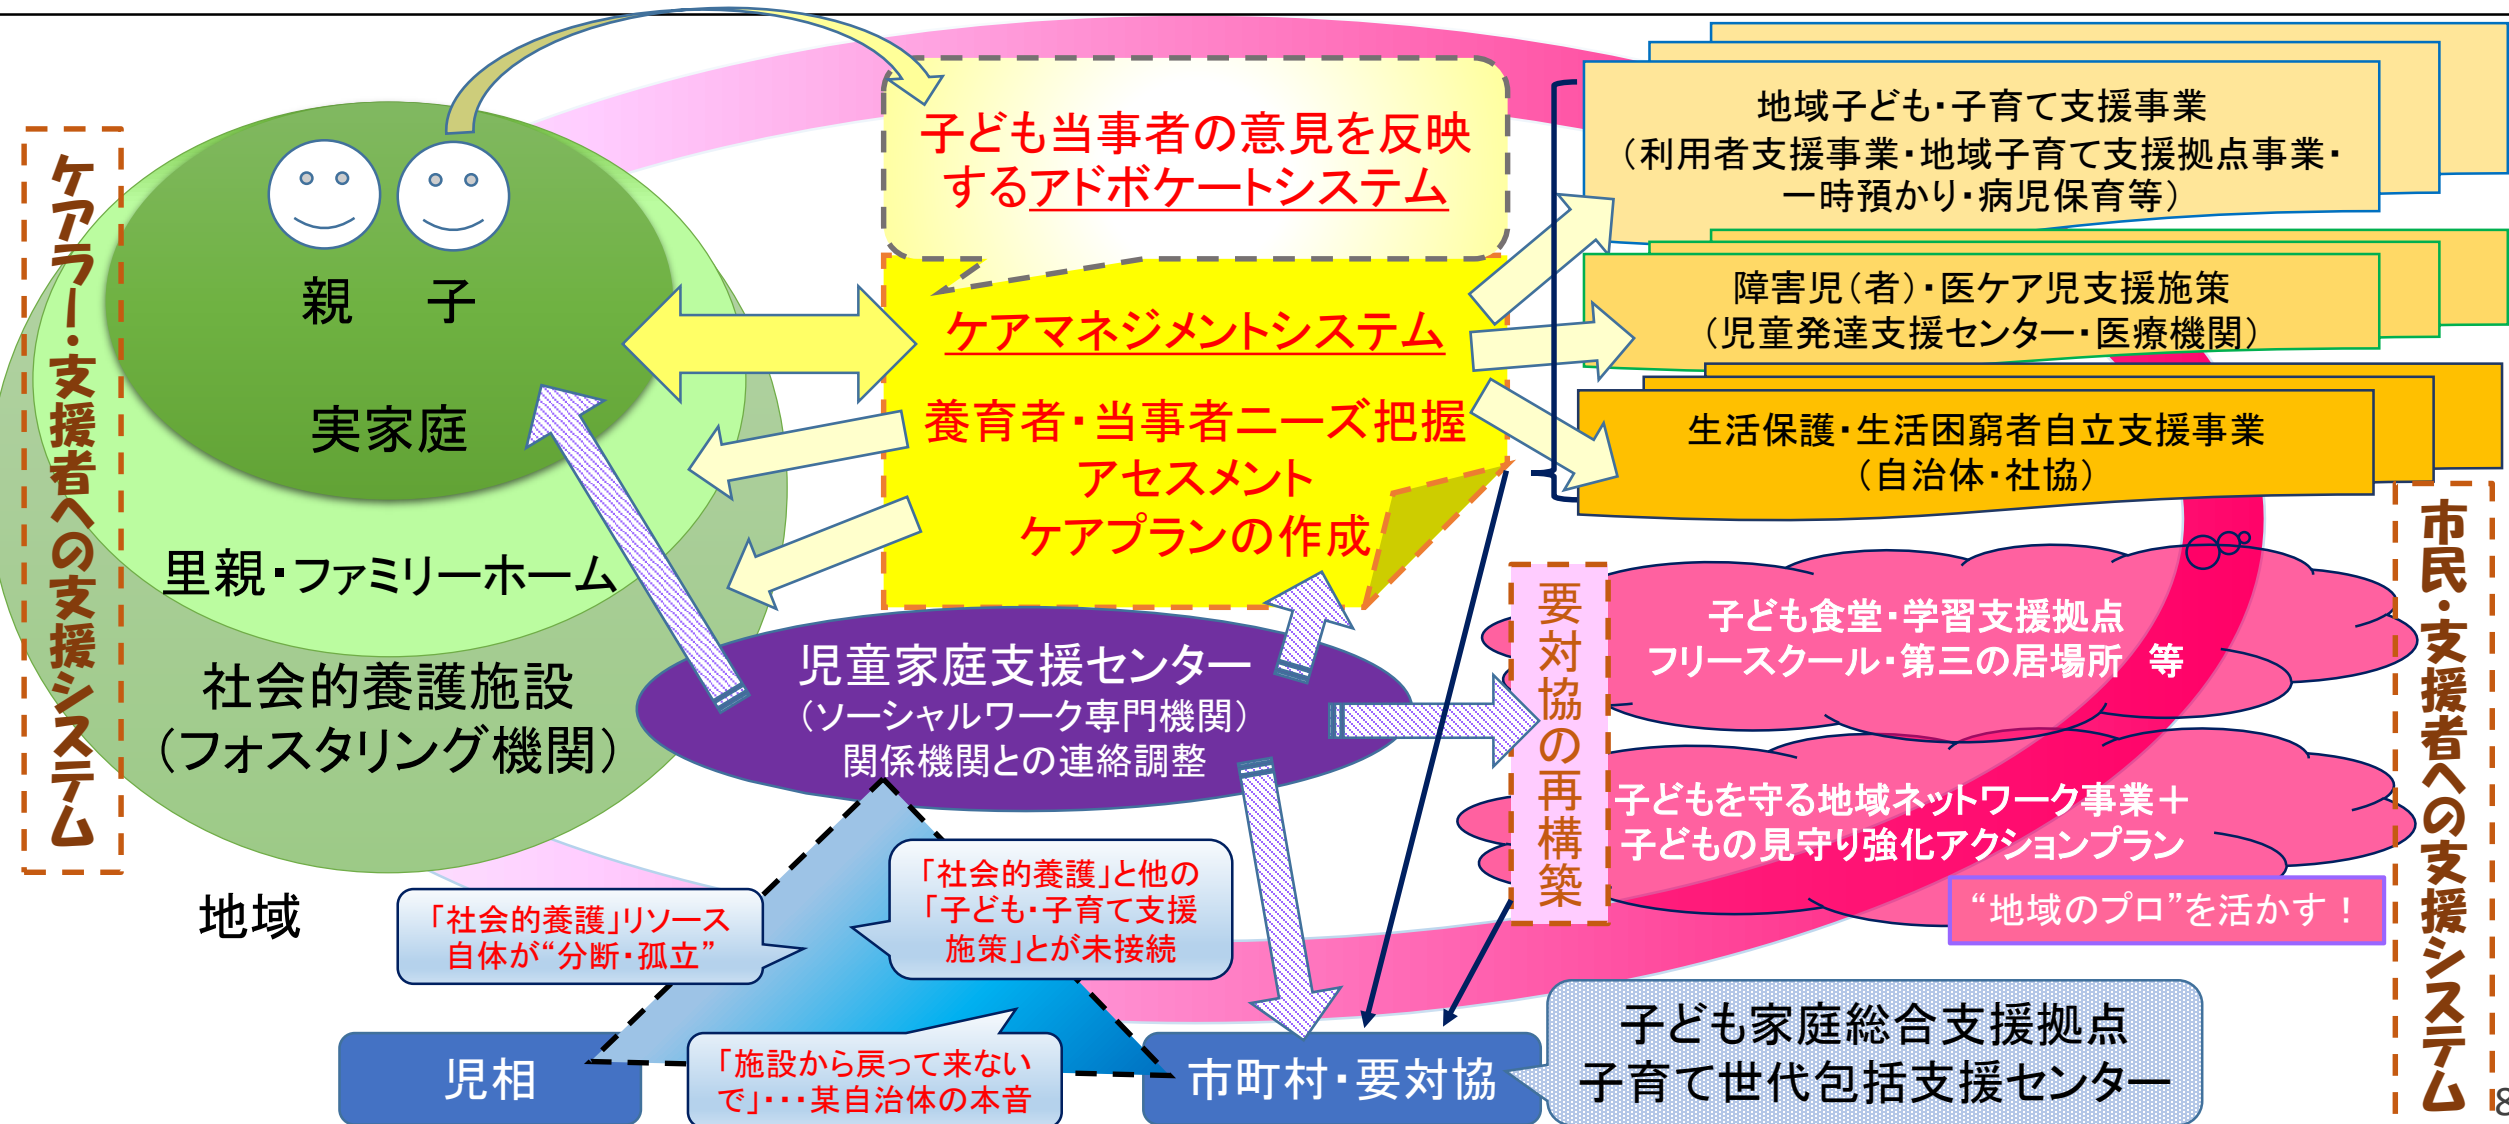 ケアラー・支援者への支援システム
親　子
実家庭
里親・ファミリーホーム
社会的養護施設
（フォスタリング機関）
地域
子ども当事者の意見を反映
するアドボケートシステム
ケアマネジメントシステム
養育者・当事者ニーズ把握
アセスメント
ケアプランの作成
児童家庭支援センター
（ソーシャルワーク専門機関）
関係機関との連絡調整
地域子ども・子育て支援事業
（利用者支援事業・地域子育て支援拠点事業・
一時預かり・病児保育等）
障害児（者）・医ケア児支援施策
（児童発達支援センター・医療機関）
生活保護・生活困窮者自立支援事業
（自治体・社協）
要対協の再構築
子ども食堂・学習支援拠点
フリースクール・第三の居場所　等
子どもを守る地域ネットワーク事業＋
子どもの見守り強化アクションプラン
“地域のプロ”を活かす！
市民・支援者への支援システム
「社会的養護」リソース
自体が“分断・孤立”
「社会的養護」と他の
「子ども・子育て支援
施策」とが未接続
「施設から戻って来ない
で」・・・某自治体の本音
児相
市町村・要対協
子ども家庭総合支援拠点
子育て世代包括支援センター
8